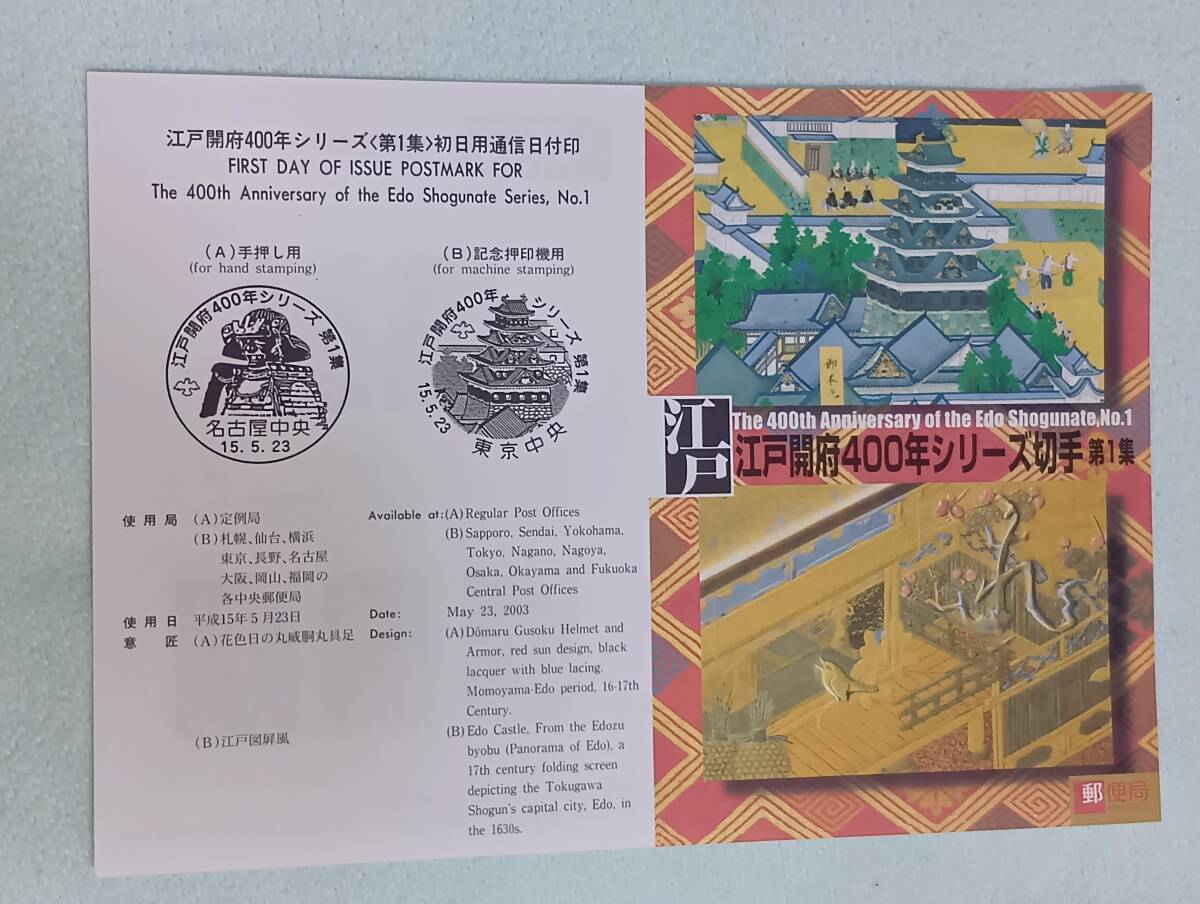 江戸開府400年シリーズ〈第1集〉初日用通信日付印
FIRST DAY OF ISSUE POSTMARK FOR
The 400th Anniversary of the Edo Shogunate Series, No.1
(A)手押し用
(for hand stamping)
江戸開府400年シリーズ 第1集
名古屋中央
15.5.23
(B)記念押印機用
(for machine stamping)
江戸開府400年シリーズ 第1集
15.5.23
東京中央
使用局 (A)定例局
(B)札幌、仙台、横浜
東京、長野、名古屋
大阪、岡山、福岡の
各中央郵便局
使用日 平成15年5月23日
意匠 (A)花色日の丸威胴丸具足
(B)江戸図屏風
Available at:(A)Regular Post Offices
(B)Sapporo, Sendai, Yokohama,
Tokyo, Nagano, Nagoya,
Osaka, Okayama and Fukuoka
Central Post Offices
Date: May 23, 2003
Design: (A)Dômaru Gusoku Helmet and
Armor, red sun design, black
lacquer with blue lacing.
Momoyama-Edo period, 16-17th
Century.
(B)Edo Castle, From the Edozu
byobu (Panorama of Edo), a
17th century folding screen
depicting the Tokugawa
Shogun's capital city, Edo, in
the 1630s.
御本丸
江戸
The 400th Anniversary of the Edo Shogunate,No.1
江戸開府400年シリーズ切手 第1集
郵便局